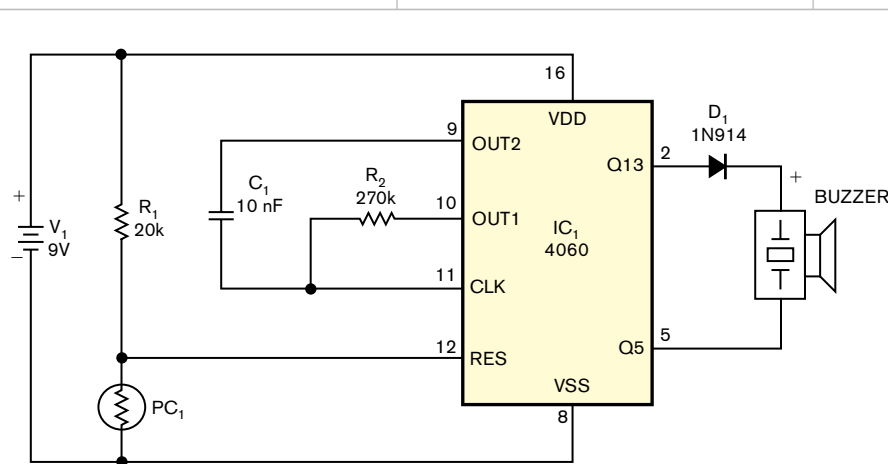 16
VDD
D1
1N914
9
OUT2
Q13
2
+
BUZZER
C1
10 nF
R2
270k
10
OUT1
IC1
4060
+
V1
9V
–
R1
20k
11
CLK
12
RES
Q5
5
VSS
8
PC1